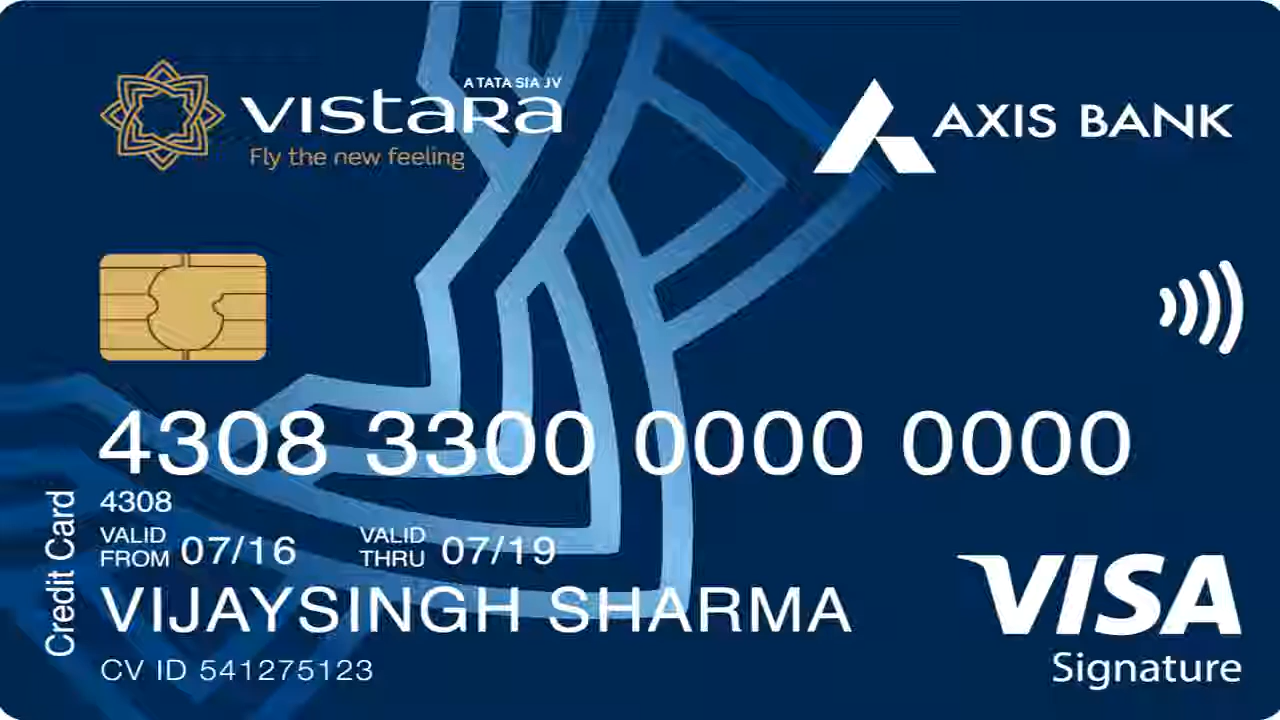 A TATA SIA JV
VISTARA
Fly the new feeling
AXIS BANK
4308 3300 0000 0000
4308
VALID FROM 07/16 VALID THRU 07/19
VIJAYSINGH SHARMA
CV ID 541275123
Credit Card
VISA
Signature